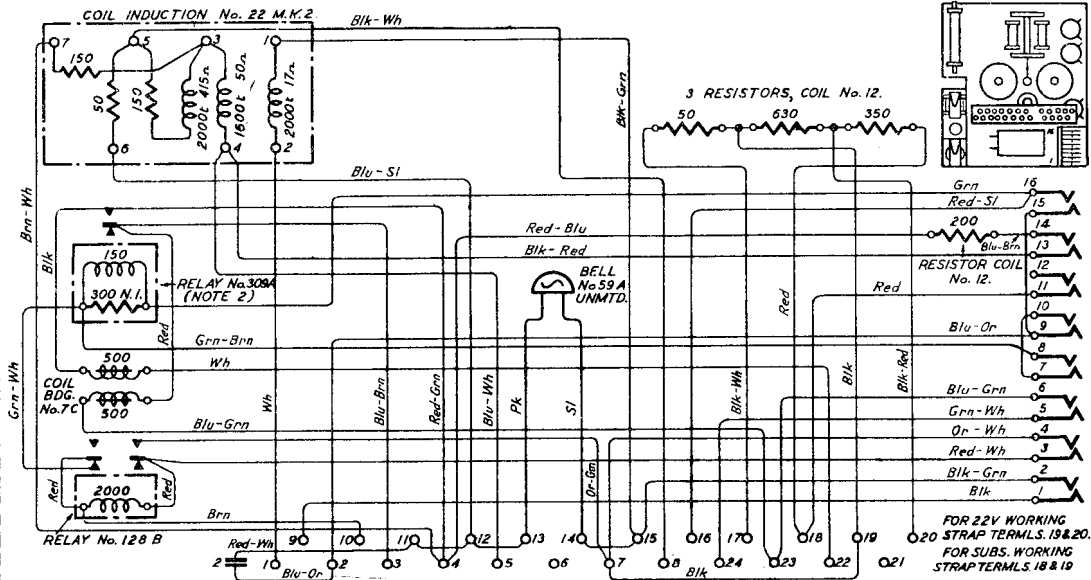 COIL INDUCTION No. 22 M.K.2.
7
5
3
1
150
50
150
2000t 415Ω
1600t 50Ω
2000t 17Ω
6
4
2
Blk-Wh
Blk-Grn
3 RESISTORS, COIL No. 12.
50
630
350
16
1
Blu-Sl
Brn-Wh
Blk
Red-Blu
Blk-Red
Grn
Red-Sl
200
Blu-Brn
RESISTOR COIL
No. 12.
16
15
14
13
12
11
10
9
8
7
6
5
4
3
2
1
150
300 N.I.
RELAY No. 309A
(NOTE 2)
BELL
No 59A
UNMTD.
Red
Red
Red
Grn-Brn
Blu-Or
500
Wh
COIL
BDG.
No. 7C
500
Grn-Wh
Blu-Grn
Wh
Blu-Brn
Red-Grn
Blu-Wh
Pk
Sl
Blk-Wh
Blk
Blk-Red
Blu-Grn
Grn-Wh
Or-Wh
Red-Wh
Blk-Grn
Blk
Or-Grn
Red
2000
Red
RELAY No. 128 B
Brn
9
10
11
12
13
14
15
16
17
18
19
20
FOR 22V WORKING
STRAP TERMLS. 19 & 20.
FOR SUBS. WORKING
STRAP TERMLS. 18 & 19
Red-Wh
2
Blu-Or
1
2
3
4
5
6
7
8
Blk
24
23
22
21